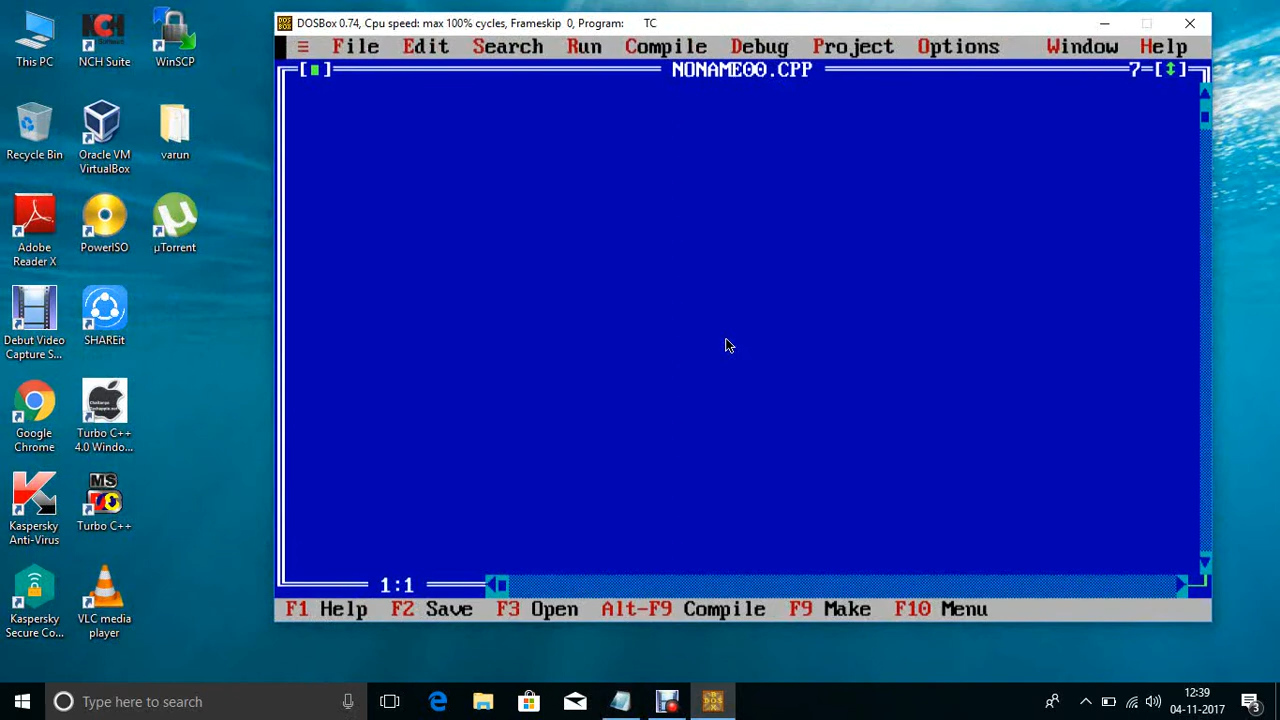 This PC
NCH Suite
WinSCP
Recycle Bin
Oracle VM
VirtualBox
varun
Adobe
Reader X
PowerISO
µTorrent
Debut Video
Capture S...
SHAREit
Google
Chrome
Turbo C++
4.0 Windo...
Kaspersky
Anti-Virus
MS
DOS
Turbo C++
Kaspersky
Secure Co...
VLC media
player
DOSBox 0.74, Cpu speed: max 100% cycles, Frameskip 0, Program: TC
≡ File Edit Search Run Compile Debug Project Options Window Help
[■] NONAME00.CPP 7=[↕]
1:1
F1 Help F2 Save F3 Open Alt-F9 Compile F9 Make F10 Menu
Type here to search
12:39
04-11-2017
3